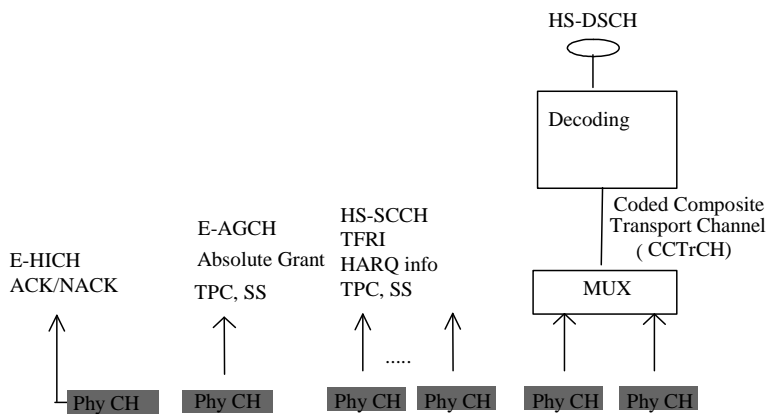 HS-DSCH
Decoding
Coded Composite
Transport Channel
( CCTrCH)
HS-SCCH
TFRI
HARQ info
TPC, SS
E-AGCH
Absolute Grant
TPC, SS
E-HICH
ACK/NACK
MUX
.....
Phy CH
Phy CH
Phy CH
Phy CH
Phy CH
Phy CH